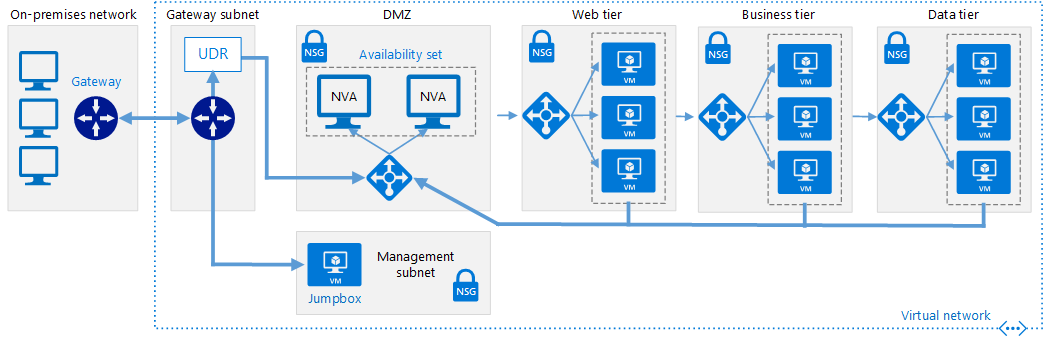 On-premises network
Gateway subnet
DMZ
Web tier
Business tier
Data tier
UDR
NSG
Availability set
NSG
NSG
NSG
Gateway
NVA
NVA
VM
VM
VM
VM
VM
VM
VM
VM
VM
Management
subnet
VM
NSG
Jumpbox
Virtual network